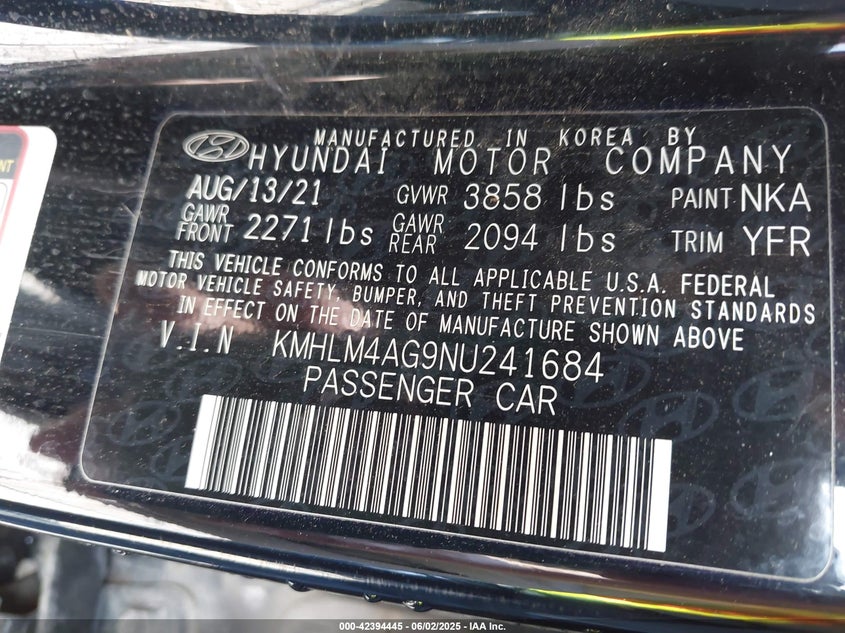 MANUFACTURED IN KOREA BY
HYUNDAI MOTOR COMPANY
AUG/13/21 GVWR 3858 lbs PAINT NKA
GAWR FRONT 2271 lbs GAWR REAR 2094 lbs TRIM YFR
THIS VEHICLE CONFORMS TO ALL APPLICABLE U.S.A. FEDERAL
MOTOR VEHICLE SAFETY, BUMPER, AND THEFT PREVENTION STANDARDS
IN EFFECT ON THE DATE OF MANUFACTURE SHOWN ABOVE
V.I.N KMHLM4AG9NU241684
PASSENGER CAR
000-42394445 - 06/02/2025 - IAA Inc.